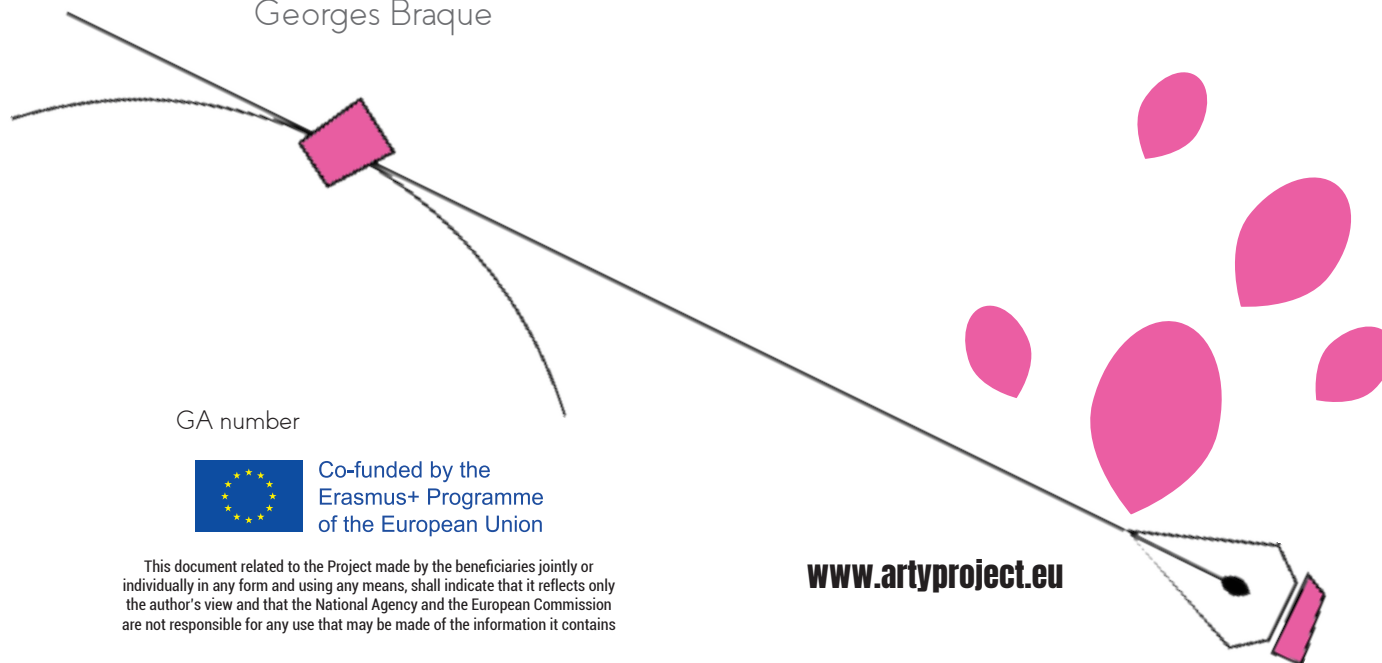 Georges Braque
GA number
Co-funded by the
Erasmus+ Programme
of the European Union
This document related to the Project made by the beneficiaries jointly or
individually in any form and using any means, shall indicate that it reflects only
the author's view and that the National Agency and the European Commission
are not responsible for any use that may be made of the information it contains
www.artyproject.eu